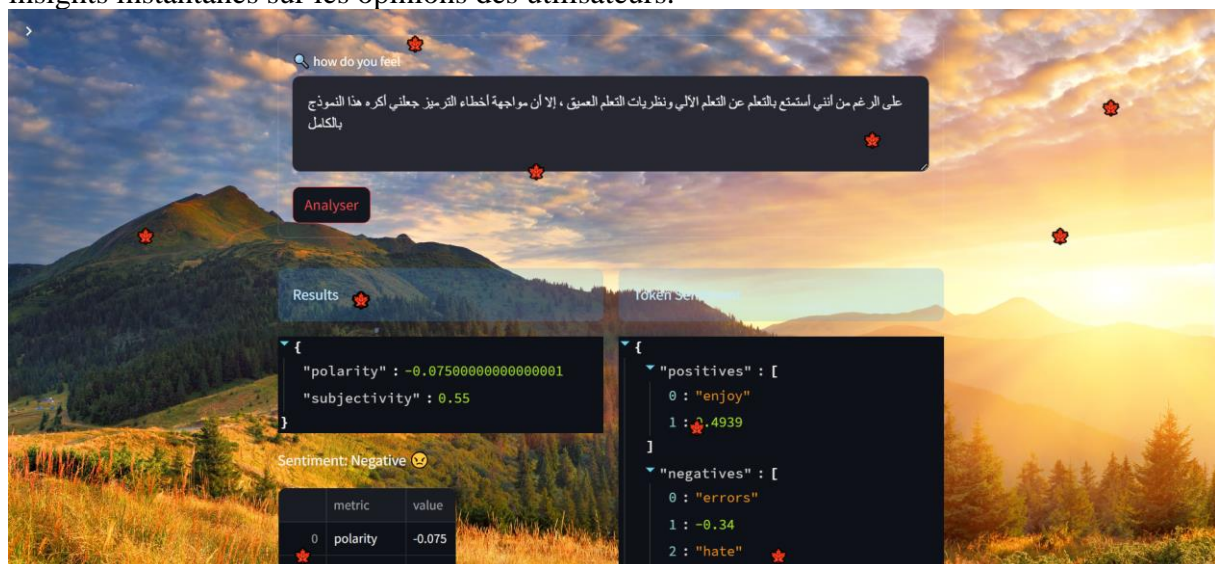 insights instantanés sur les opinions des utilisateurs.
how do you feel
على الرغم من أنني أستمتع بالتعلم عن التعلم الآلي ونظريات التعلم العميق ، إلا أن مواجهة أخطاء الترميز جعلني أكره هذا النموذج
بالكامل
Analyser
Results
{
"polarity" : -0.07500000000000001
"subjectivity" : 0.55
}
Sentiment: Negative 😠
metric value
0 polarity -0.075
Token
{
"positives" : [
0 : "enjoy"
1 : .4939
]
"negatives" : [
0 : "errors"
1 : -0.34
2 : "hate"